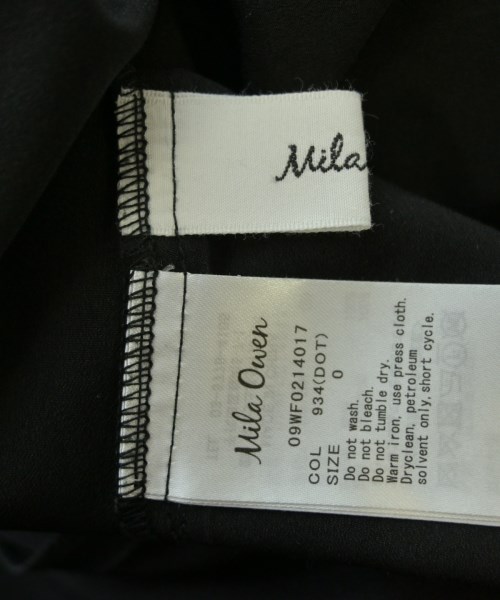 Mila
Mila Owen
09WF0214017
COL 934(DOT)
SIZE 0
Do not wash.
Do not bleach.
Do not tumble dry.
Warm iron, use press cloth.
Dryclean, petroleum
solvent only,short cycle.